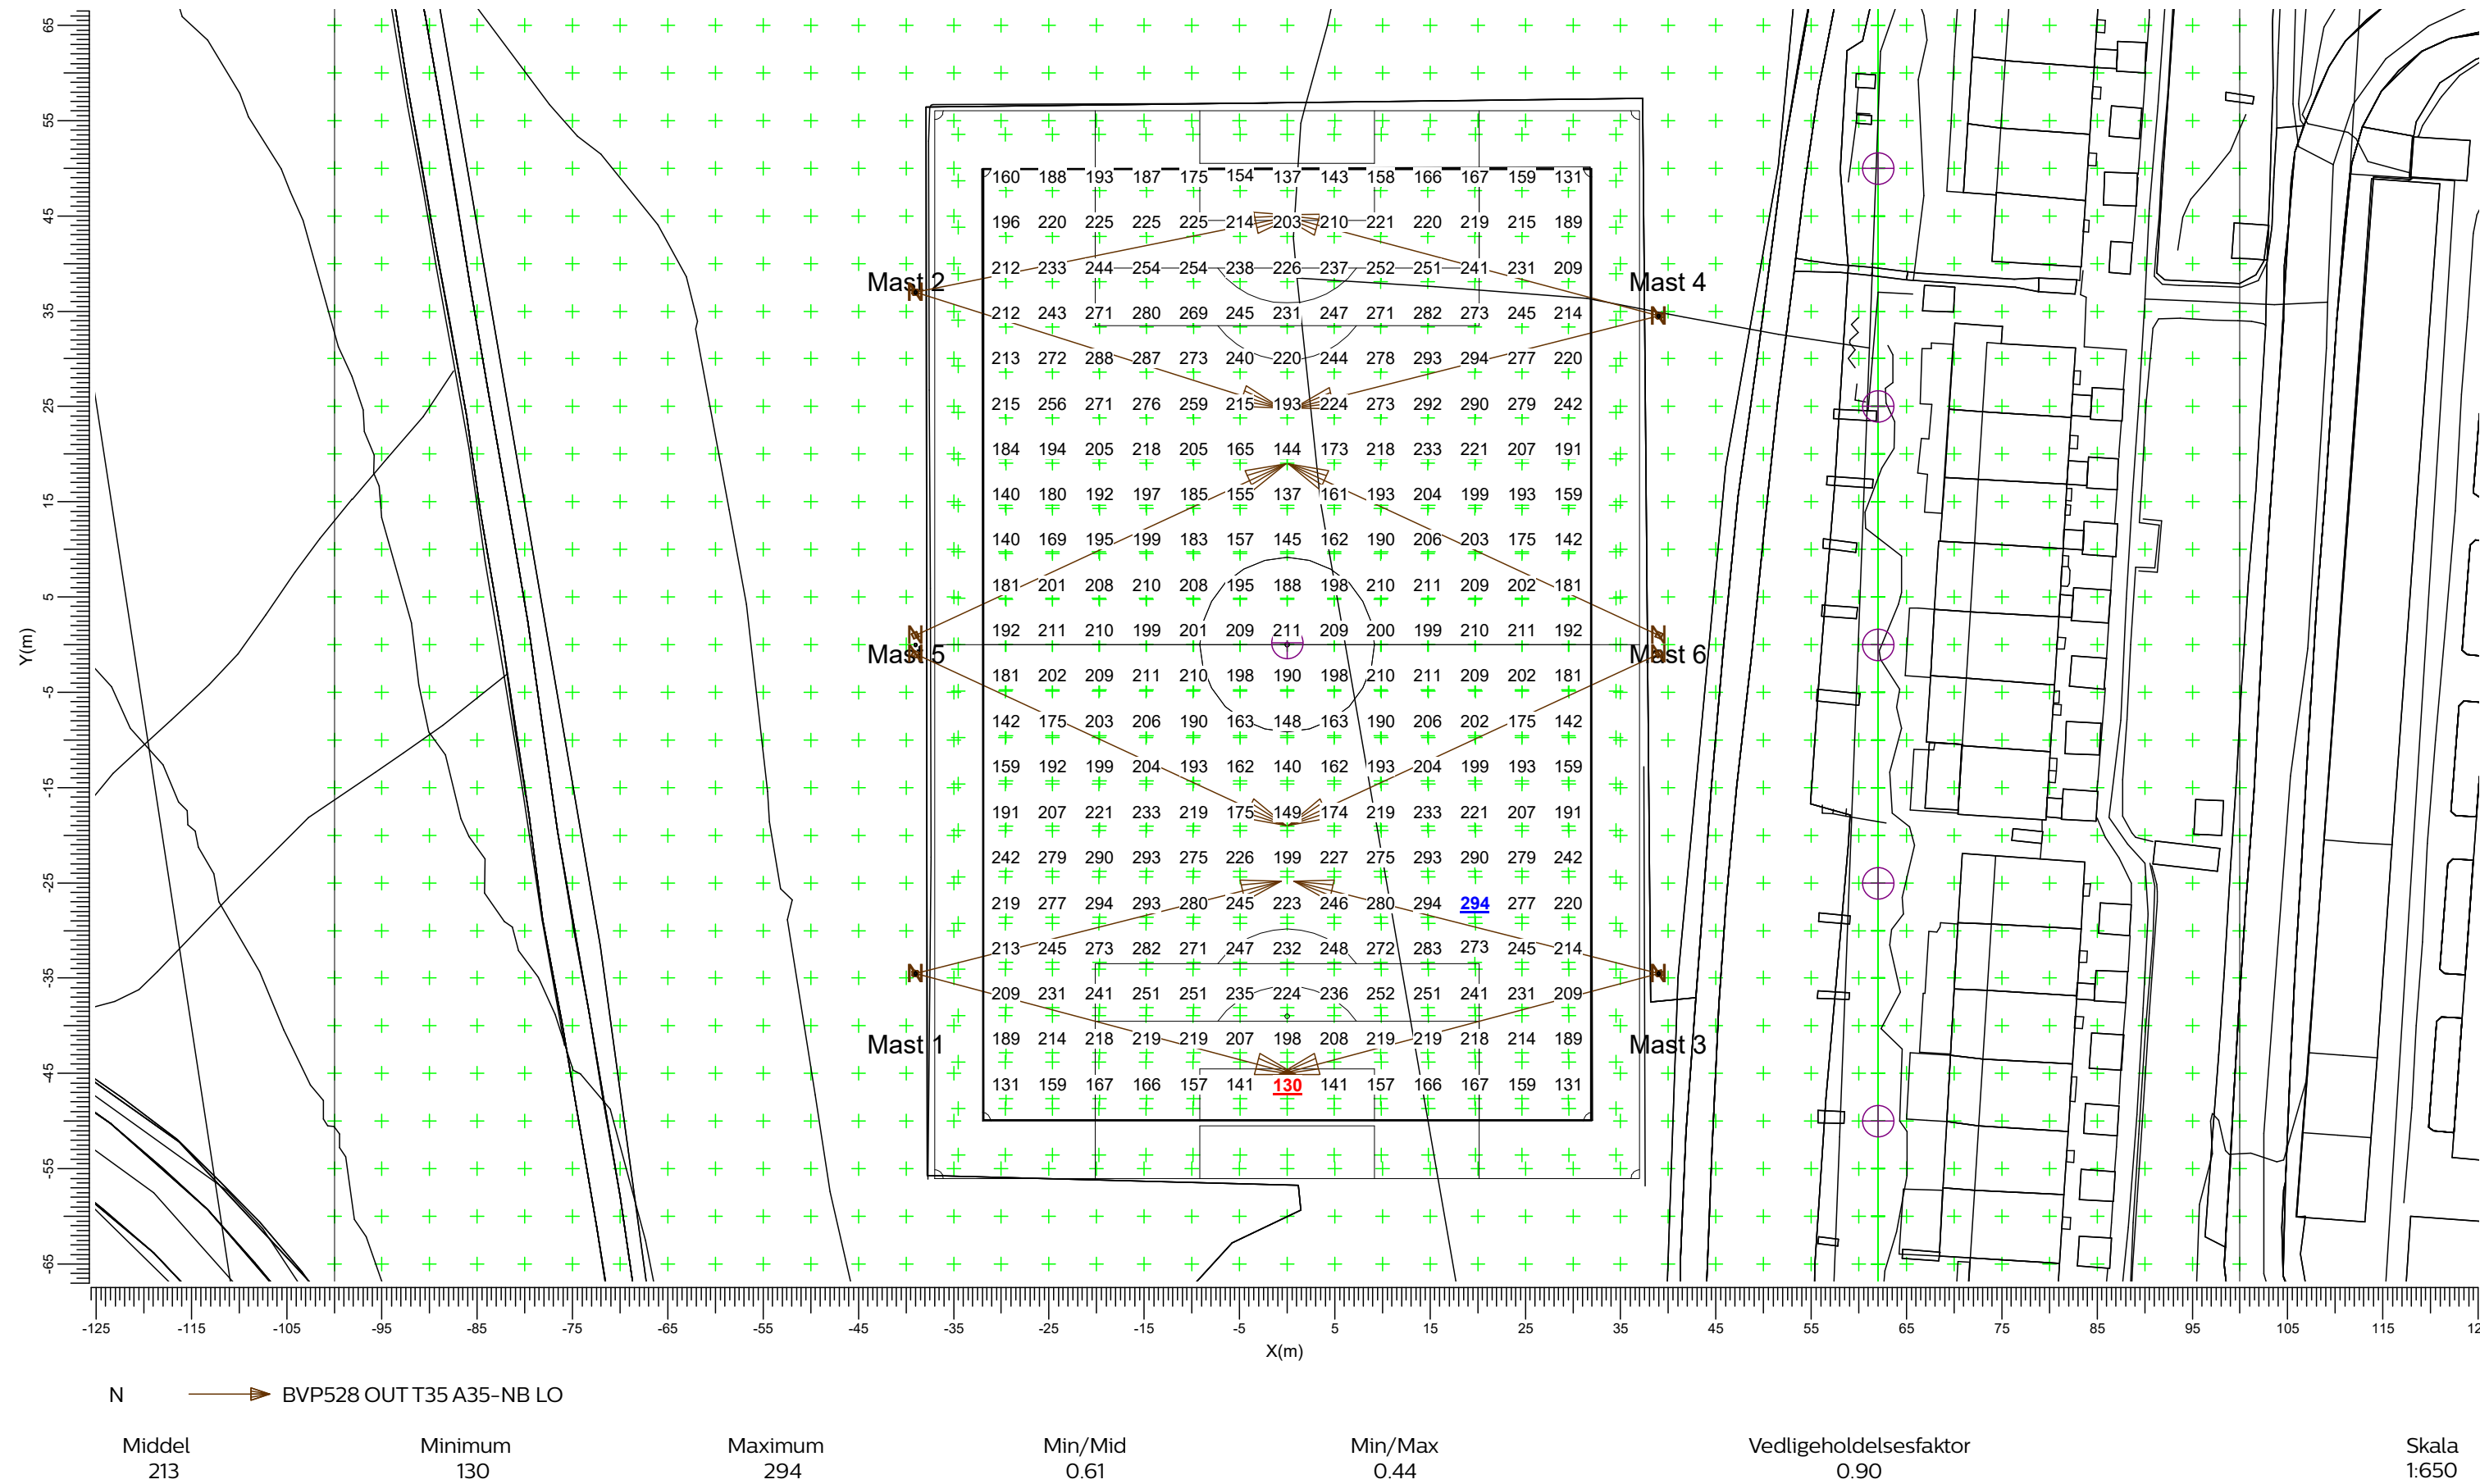 65
55
45
35
25
15
5
-5
-15
-25
-35
-45
-55
-65
Y(m)
160 188 193 187 175 154 137 143 158 166 167 159 131
196 220 225 225 225 214 203 210 221 220 219 215 189
212 233 244 254 254 238 226 237 252 251 241 231 209
Mast 2
Mast 4
N
212 243 271 280 269 245 231 247 271 282 273 245 214
N
213 272 288 287 273 240 220 244 278 293 294 277 220
215 256 271 276 259 215 193 224 273 292 290 279 242
184 194 205 218 205 165 144 173 218 233 221 207 191
140 180 192 197 185 155 137 161 193 204 199 193 159
140 169 195 199 183 157 145 162 190 206 203 175 142
181 201 208 210 208 195 188 198 210 211 209 202 181
N 192 211 210 199 201 209 211 209 200 199 210 211 192 N
Mast 5
Mast 6
N
N
181 202 209 211 210 198 190 198 210 211 209 202 181
142 175 203 206 190 163 148 163 190 206 202 175 142
159 192 199 204 193 162 140 162 193 204 199 193 159
191 207 221 233 219 175 149 174 219 233 221 207 191
242 279 290 293 275 226 199 227 275 293 290 279 242
219 277 294 293 280 245 223 246 280 294 294 277 220
213 245 273 282 271 247 232 248 272 283 273 245 214
N
N
209 231 241 251 251 235 224 236 252 251 241 231 209
189 214 218 219 219 207 198 208 219 219 218 214 189
Mast 1
Mast 3
131 159 167 166 157 141 130 141 157 166 167 159 131
-125 -115 -105 -95 -85 -75 -65 -55 -45 -35 -25 -15 -5 5 15 25 35 45 55 65 75 85 95 105 115
X(m)
N BVP528 OUT T35 A35-NB LO
Middel Minimum Maximum Min/Mid Min/Max Vedligeholdelsesfaktor Skala
213 130 294 0.61 0.44 0.90 1:650